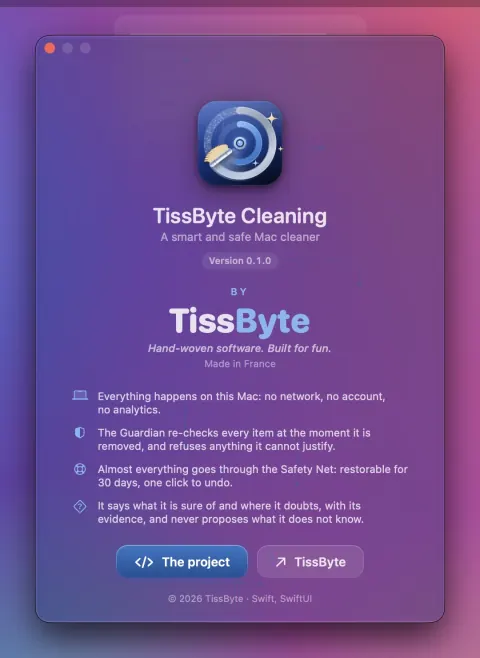 TissByte Cleaning
A smart and safe Mac cleaner
Version 0.1.0
BY
TissByte
Hand-woven software. Built for fun.
Made in France
Everything happens on this Mac: no network, no account,
no analytics.
The Guardian re-checks every item at the moment it is
removed, and refuses anything it cannot justify.
Almost everything goes through the Safety Net: restorable for
30 days, one click to undo.
It says what it is sure of and where it doubts, with its
evidence, and never proposes what it does not know.
</> The project
TissByte
© 2026 TissByte · Swift, SwiftUI